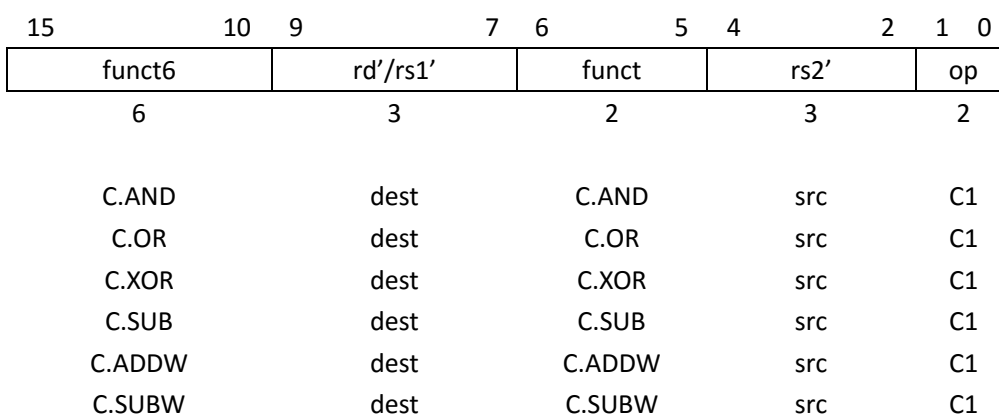 15 10 9 7 6 5 4 2 1 0
funct6 rd’/rs1’ funct rs2’ op
6 3 2 3 2
C.AND dest C.AND src C1
C.OR dest C.OR src C1
C.XOR dest C.XOR src C1
C.SUB dest C.SUB src C1
C.ADDW dest C.ADDW src C1
C.SUBW dest C.SUBW src C1